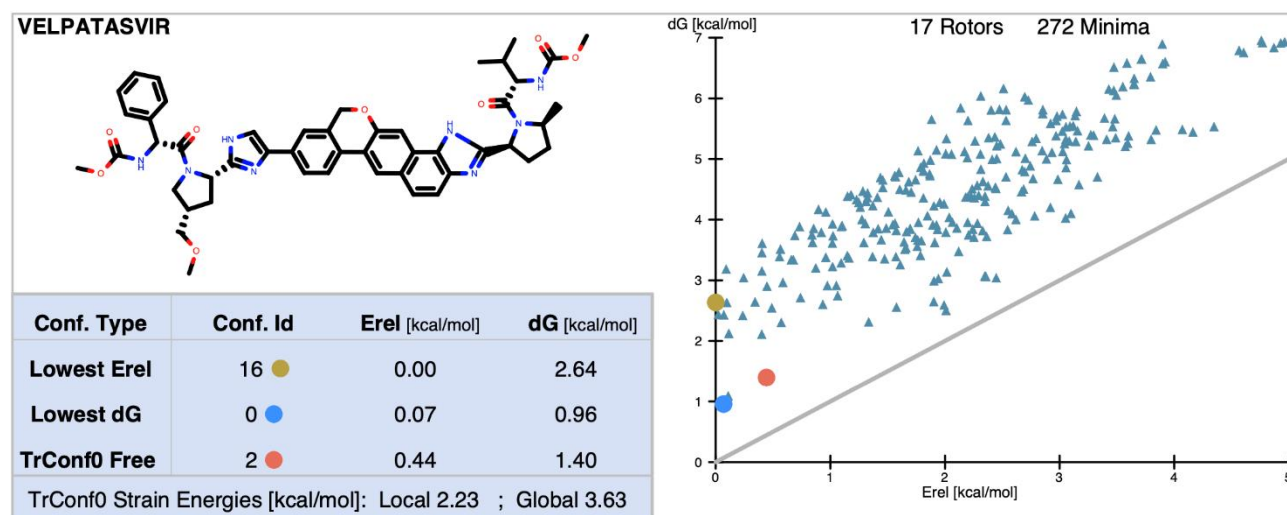 VELPATASVIR
O
O
N
H
O
N
HN
N
O
O
N
N
H
O
N
NH
O
O
Conf. Type Conf. Id Erel [kcal/mol] dG [kcal/mol]
Lowest Erel 16 0.00 2.64
Lowest dG 0 0.07 0.96
TrConf0 Free 2 0.44 1.40
TrConf0 Strain Energies [kcal/mol]: Local 2.23 ; Global 3.63
dG [kcal/mol]
17 Rotors 272 Minima
7
6
5
4
3
2
1
0
0 1 2 3 4 5
Erel [kcal/mol]